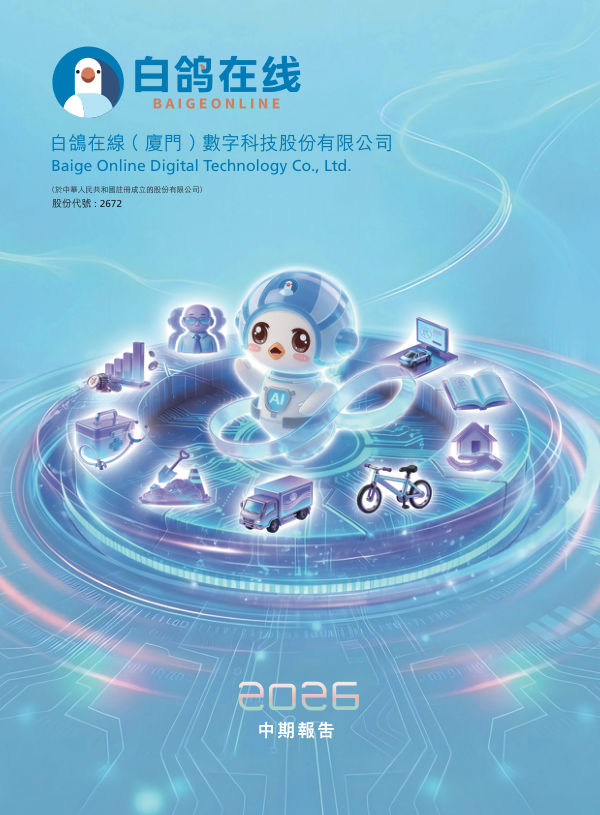 白鸽在线
BAIGEONLINE
白鴿在線（廈門）數字科技股份有限公司
Baige Online Digital Technology Co., Ltd.
(於中華人民共和國註冊成立的股份有限公司)
股份代號 : 2672
AI
2026
中期報告